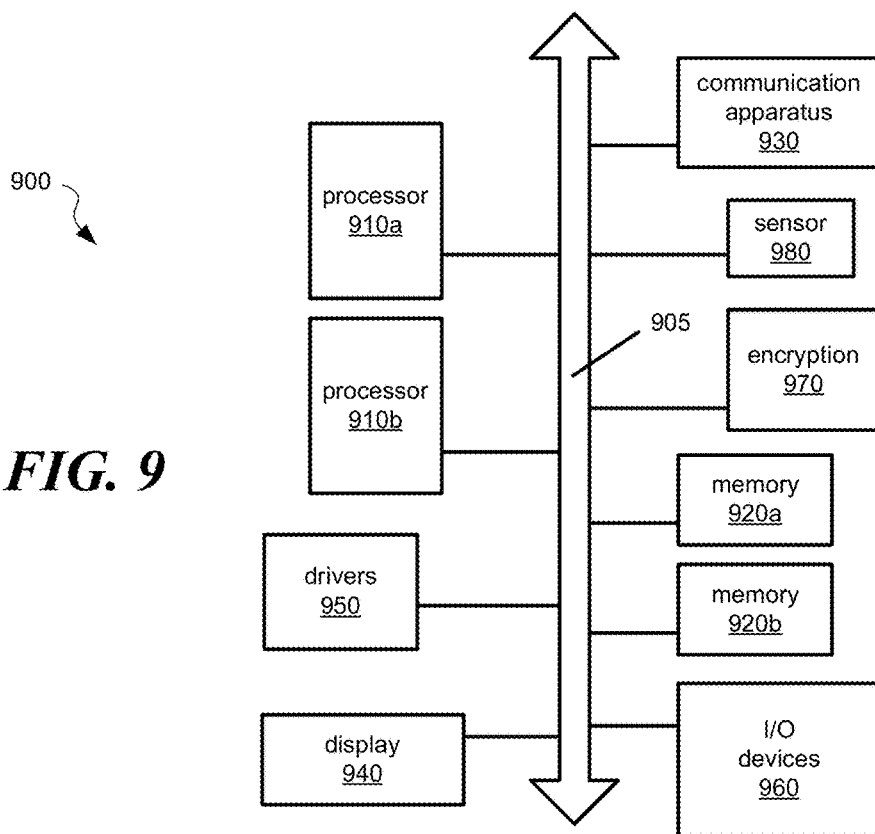 communication
apparatus
930
900
processor
910a
sensor
980
905
processor
910b
encryption
970
FIG. 9
memory
920a
drivers
950
memory
920b
display
940
I/O
devices
960